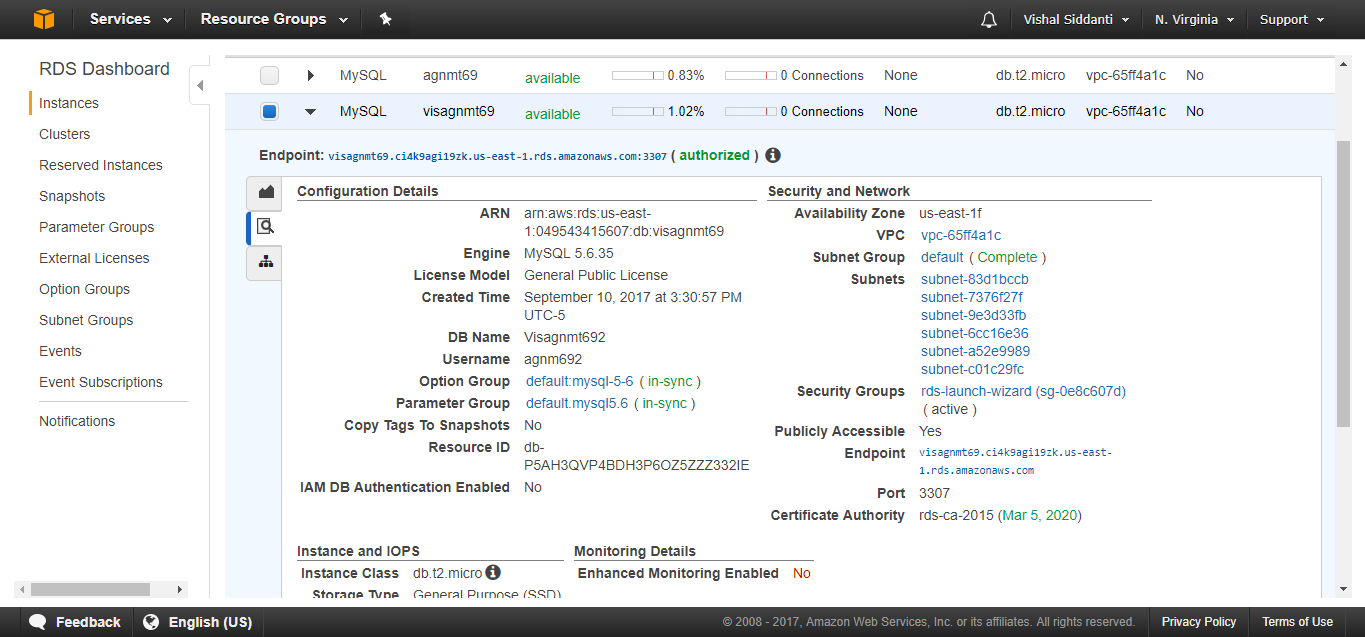 Services Resource Groups Vishal Siddanti N. Virginia Support
RDS Dashboard
Instances
Clusters
Reserved Instances
Snapshots
Parameter Groups
External Licenses
Option Groups
Subnet Groups
Events
Event Subscriptions
Notifications
MySQL agnmt69 available 0.83% 0 Connections None db.t2.micro vpc-65ff4a1c No
MySQL visagnmt69 available 1.02% 0 Connections None db.t2.micro vpc-65ff4a1c No
Endpoint: visagnmt69.ci4k9agi19zk.us-east-1.rds.amazonaws.com:3307 ( authorized )
Configuration Details
ARN arn:aws:rds:us-east-
1:049543415607:db:visagnmt69
Engine MySQL 5.6.35
License Model General Public License
Created Time September 10, 2017 at 3:30:57 PM
UTC-5
DB Name Visagnmt692
Username agnm692
Option Group default:mysql-5-6 ( in-sync )
Parameter Group default.mysql5.6 ( in-sync )
Copy Tags To Snapshots No
Resource ID db-
P5AH3QVP4BDH3P6OZ5ZZZ332IE
IAM DB Authentication Enabled No
Security and Network
Availability Zone us-east-1f
VPC vpc-65ff4a1c
Subnet Group default ( Complete )
Subnets subnet-83d1bccb
subnet-7376f27f
subnet-9e3d33fb
subnet-6cc16e36
subnet-a52e9989
subnet-c01c29fc
Security Groups rds-launch-wizard (sg-0e8c607d)
( active )
Publicly Accessible Yes
Endpoint visagnmt69.ci4k9agi19zk.us-east-
1.rds.amazonaws.com
Port 3307
Certificate Authority rds-ca-2015 (Mar 5, 2020)
Instance and IOPS
Instance Class db.t2.micro
Storage Type General Purpose (SSD)
Monitoring Details
Enhanced Monitoring Enabled No
Feedback English (US) © 2008 - 2017, Amazon Web Services, Inc. or its affiliates. All rights reserved. Privacy Policy Terms of Use